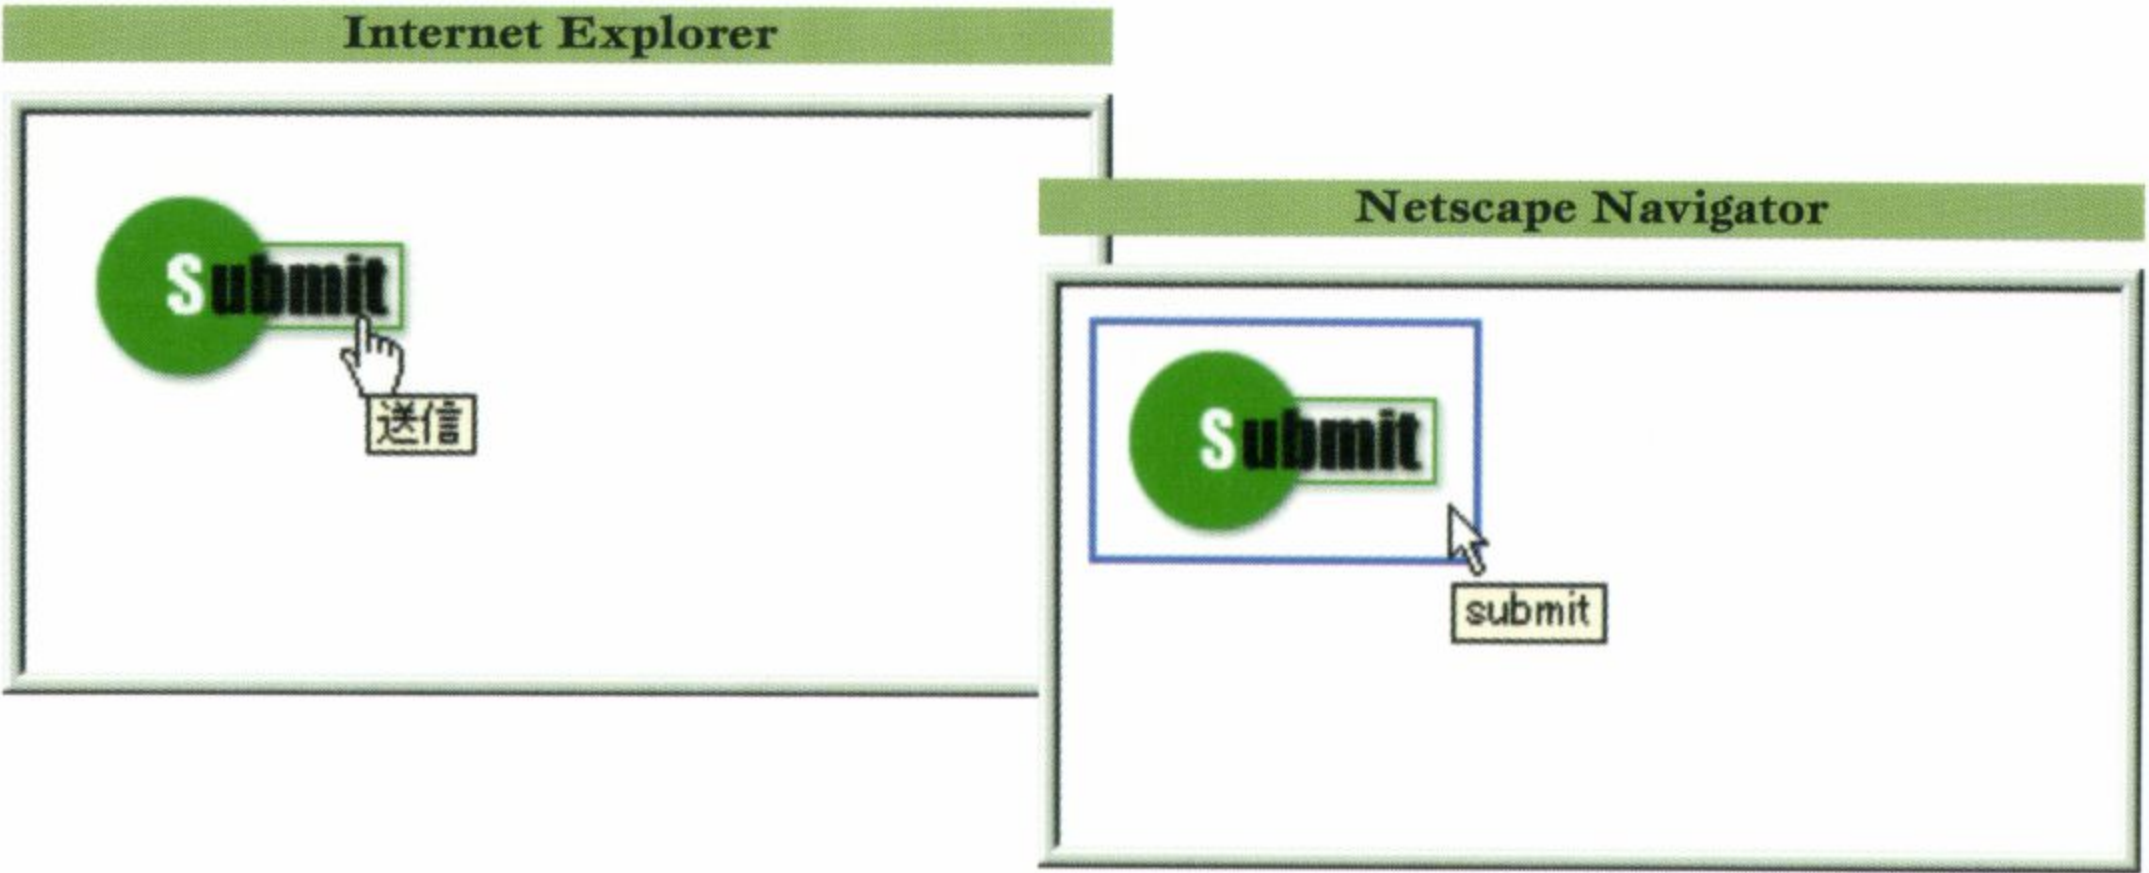 Internet Explorer
Submit
送信
Netscape Navigator
Submit
submit